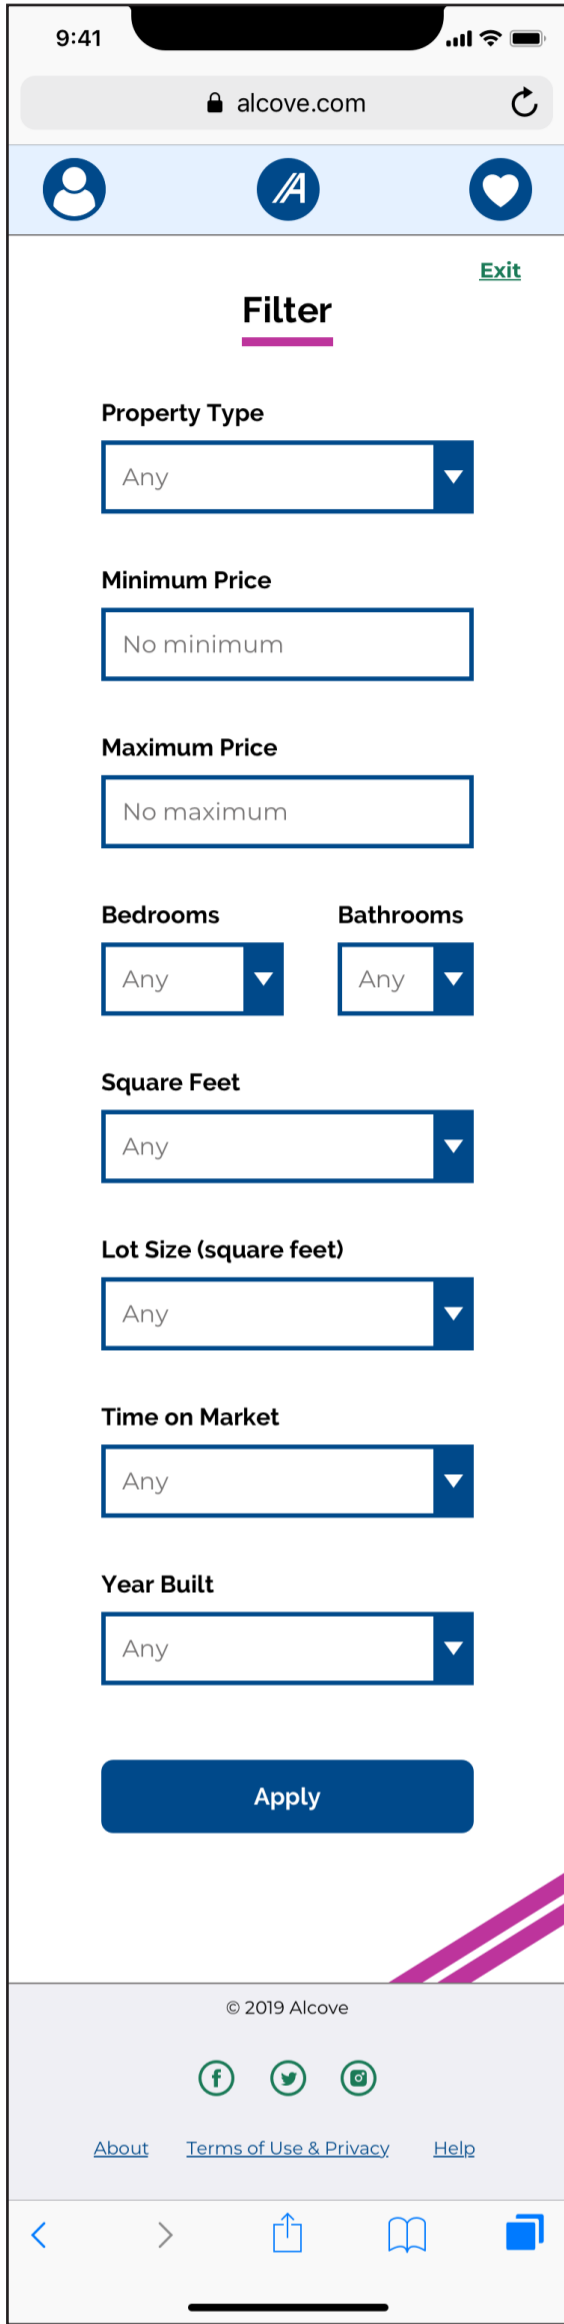 9:41
alcove.com
Exit
Filter
Property Type
Any
Minimum Price
No minimum
Maximum Price
No maximum
Bedrooms Bathrooms
Any Any
Square Feet
Any
Lot Size (square feet)
Any
Time on Market
Any
Year Built
Any
Apply
© 2019 Alcove
About Terms of Use & Privacy Help